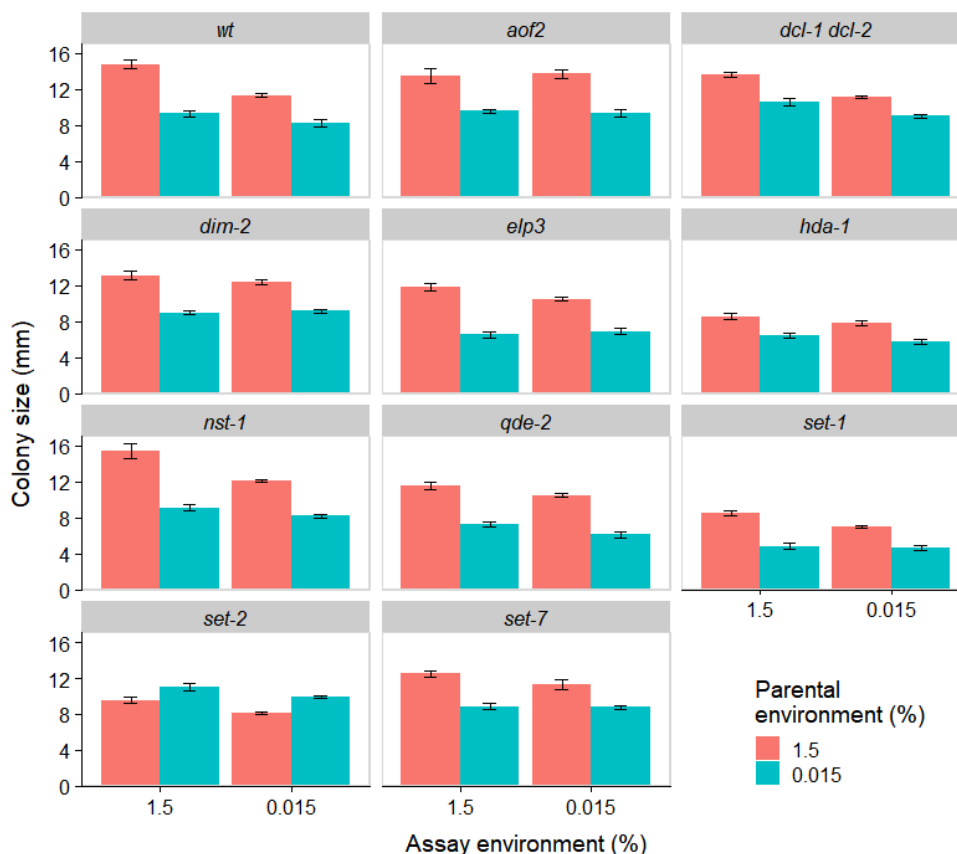 wt
aof2
dcl-1 dcl-2
16
12
8
4
0
dim-2
elp3
hda-1
16
12
8
4
0
nst-1
qde-2
set-1
16
12
8
4
0
1.5 0.015
set-2
set-7
16
12
8
4
0
1.5 0.015
1.5 0.015
Colony size (mm)
Assay environment (%)
Parental
environment (%)
1.5
0.015